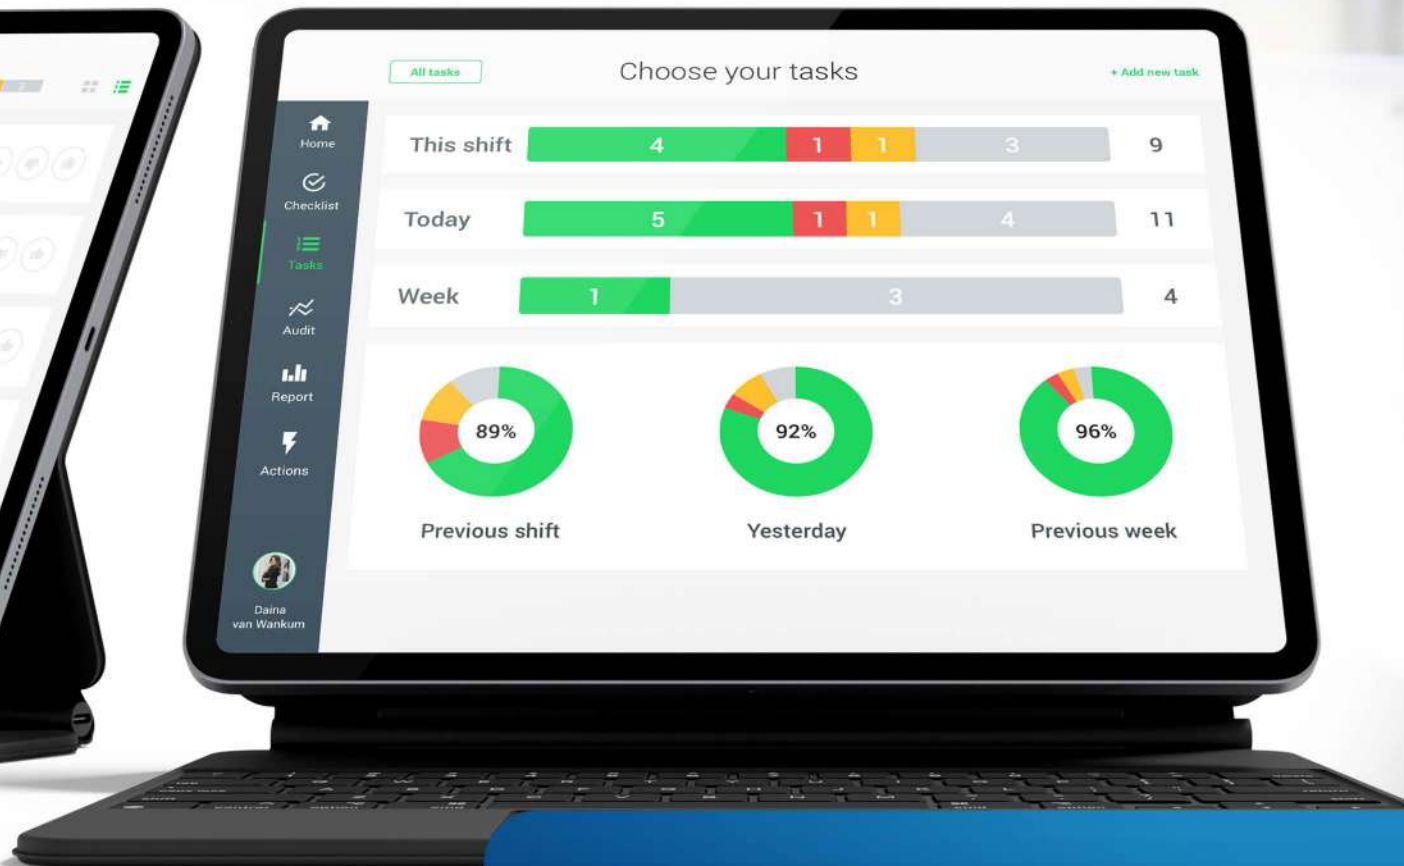 All tasks
Choose your tasks
+ Add new task
Home
Checklist
Tasks
Audit
Report
Actions
Daina
van Wankum
This shift
4
1
1
3
9
Today
5
1
1
4
11
Week
1
3
4
89%
92%
96%
Previous shift
Yesterday
Previous week